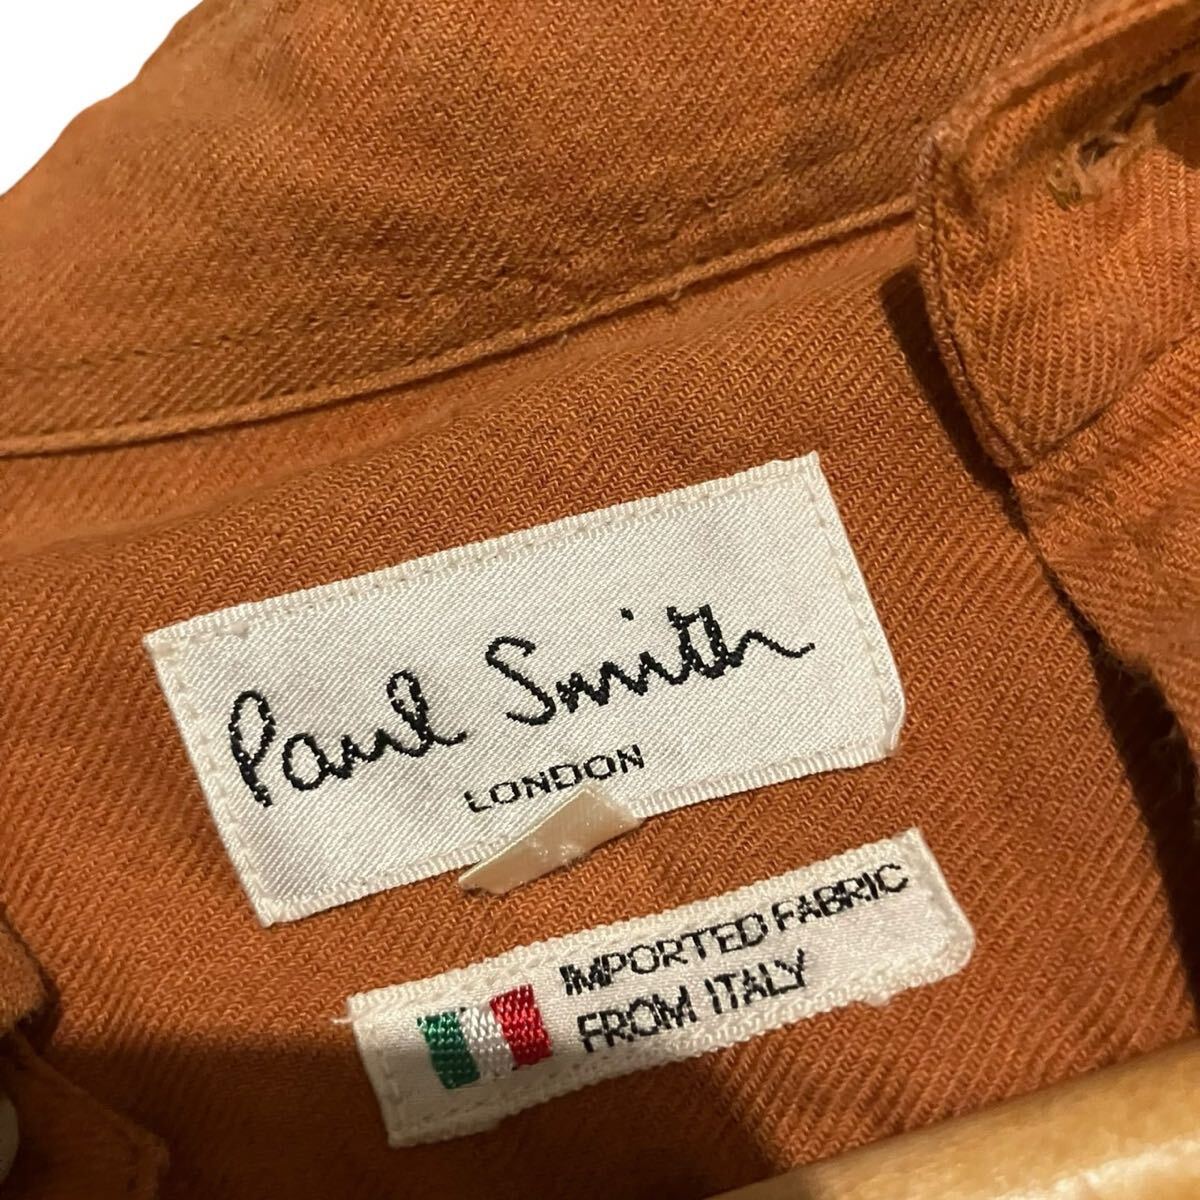 Paul Smith
LONDON
IMPORTED FABRIC
FROM ITALY